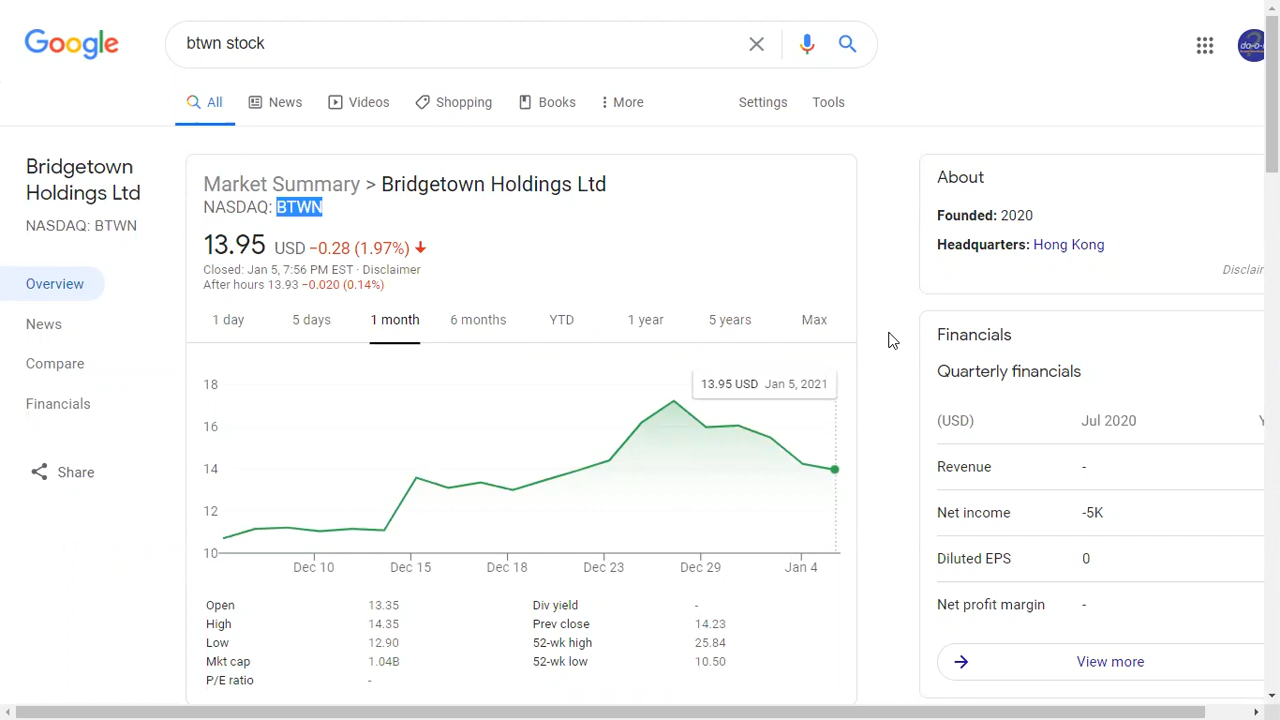 Google
btwn stock
All
News
Videos
Shopping
Books
More
Settings
Tools
Bridgetown
Holdings Ltd
NASDAQ: BTWN
Overview
News
Compare
Financials
Share
Market Summary > Bridgetown Holdings Ltd
NASDAQ: BTWN
13.95 USD −0.28 (1.97%)
Closed: Jan 5, 7:56 PM EST · Disclaimer
After hours 13.93 −0.020 (0.14%)
1 day
5 days
1 month
6 months
YTD
1 year
5 years
Max
13.95 USD Jan 5, 2021
18
16
14
12
10
Dec 10
Dec 15
Dec 18
Dec 23
Dec 29
Jan 4
Open 13.35
High 14.35
Low 12.90
Mkt cap 1.04B
P/E ratio -
Div yield -
Prev close 14.23
52-wk high 25.84
52-wk low 10.50
About
Founded: 2020
Headquarters: Hong Kong
Disclair
Financials
Quarterly financials
(USD) Jul 2020 Y
Revenue -
Net income -5K
Diluted EPS 0
Net profit margin -
View more